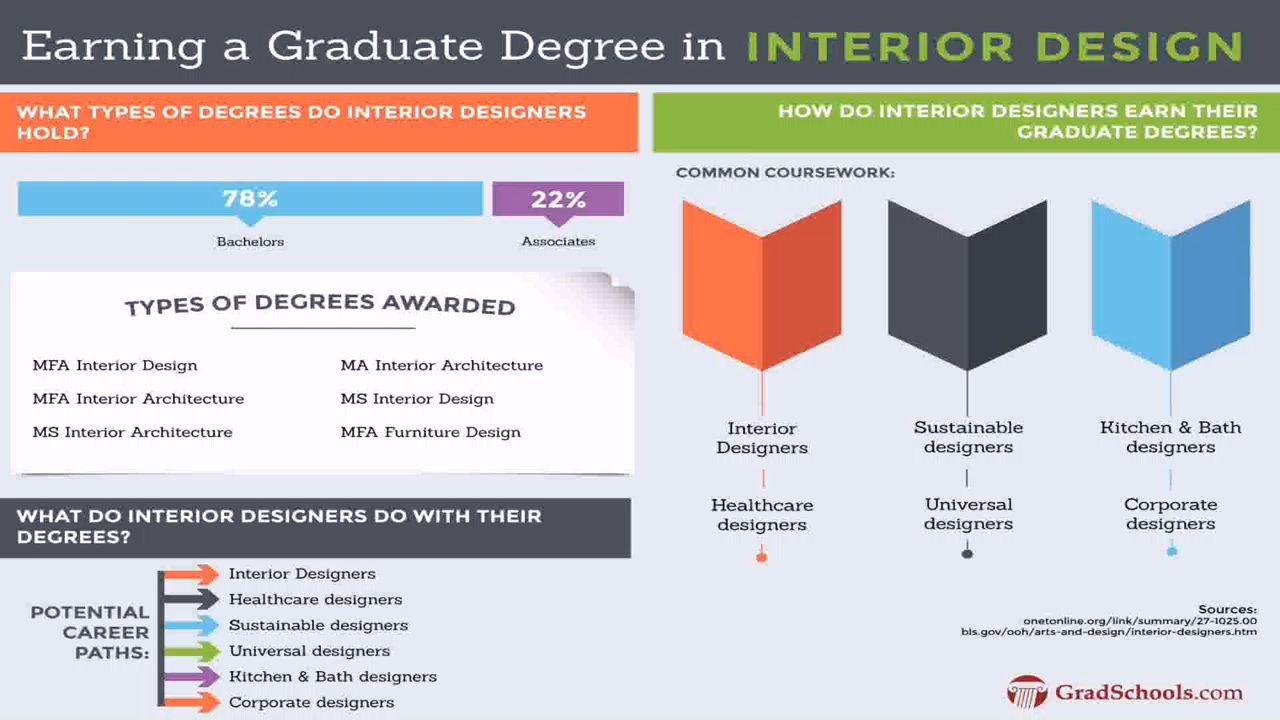 Earning a Graduate Degree in INTERIOR DESIGN
WHAT TYPES OF DEGREES DO INTERIOR DESIGNERS
HOLD?
78%
22%
Bachelors
Associates
TYPES OF DEGREES AWARDED
MFA Interior Design
MFA Interior Architecture
MS Interior Architecture
MA Interior Architecture
MS Interior Design
MFA Furniture Design
WHAT DO INTERIOR DESIGNERS DO WITH THEIR
DEGREES?
POTENTIAL
CAREER
PATHS:
Interior Designers
Healthcare designers
Sustainable designers
Universal designers
Kitchen & Bath designers
Corporate designers
HOW DO INTERIOR DESIGNERS EARN THEIR
GRADUATE DEGREES?
COMMON COURSEWORK:
Interior
Designers
Healthcare
designers
Sustainable
designers
Universal
designers
Kitchen & Bath
designers
Corporate
designers
Sources:
onetonline.org/link/summary/27-1025.00
bls.gov/ooh/arts-and-design/interior-designers.htm
GradSchools.com